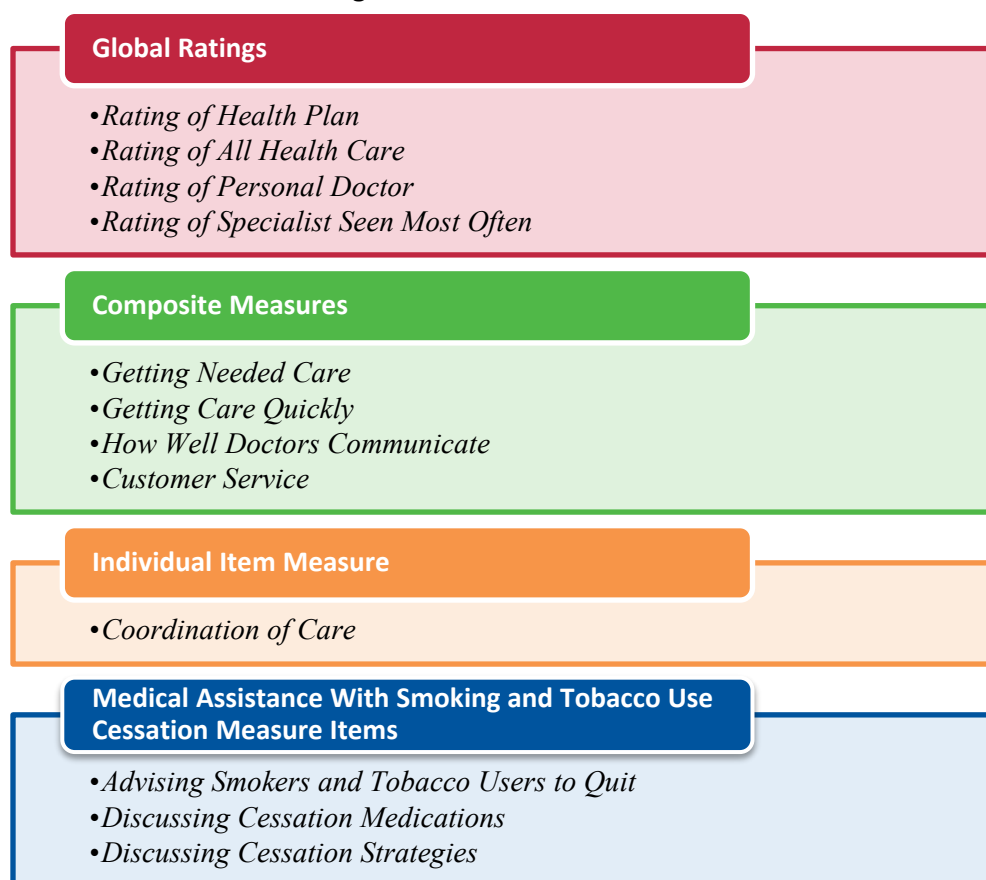 Global Ratings
•Rating of Health Plan
•Rating of All Health Care
•Rating of Personal Doctor
•Rating of Specialist Seen Most Often
Composite Measures
•Getting Needed Care
•Getting Care Quickly
•How Well Doctors Communicate
•Customer Service
Individual Item Measure
•Coordination of Care
Medical Assistance With Smoking and Tobacco Use
Cessation Measure Items
•Advising Smokers and Tobacco Users to Quit
•Discussing Cessation Medications
•Discussing Cessation Strategies